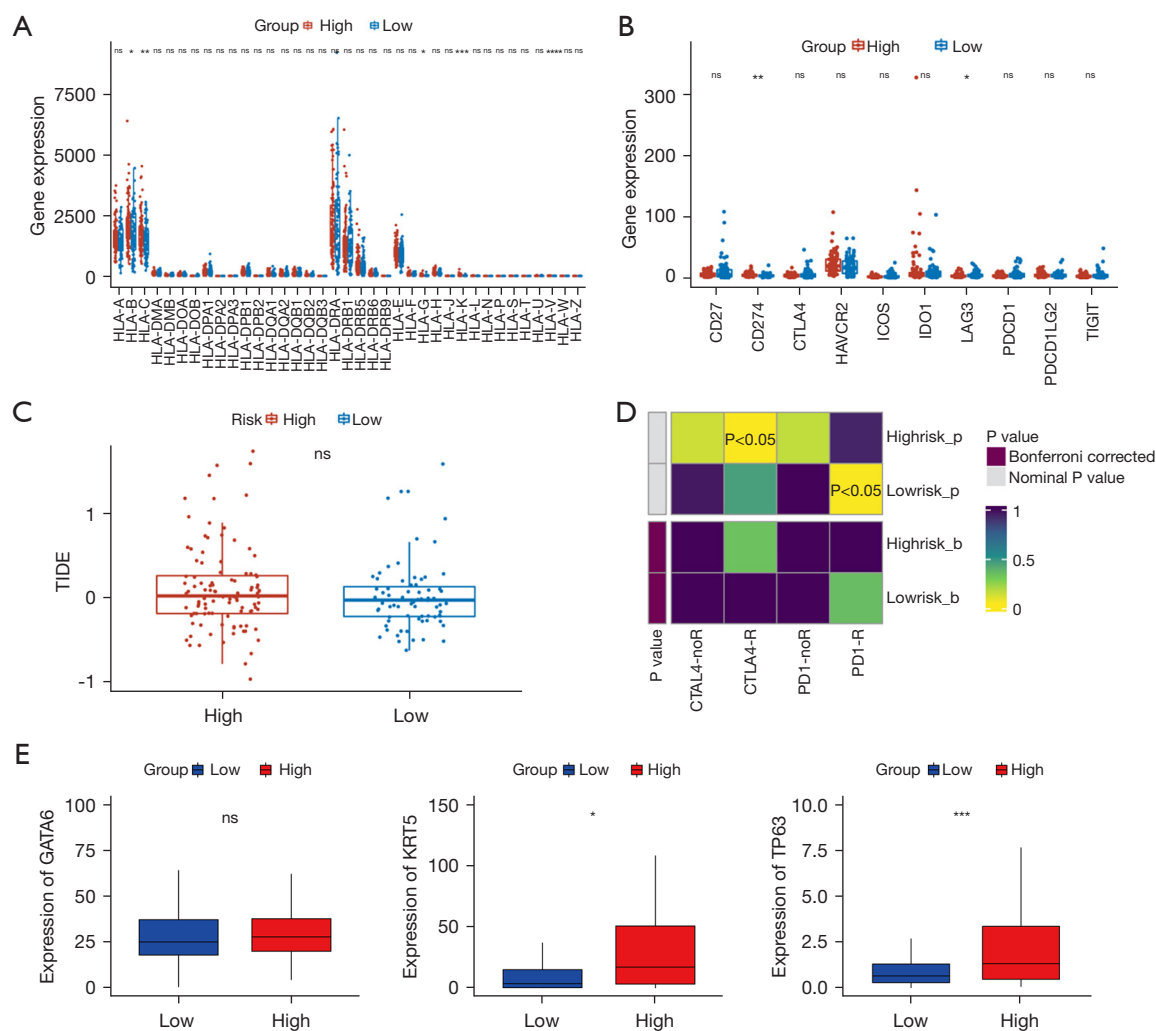 A
Group High Low
ns * ** ns ns ns ns ns ns ns ns ns ns ns ns ns ns ns ns ns ns ns ns * ns ns *** ns ns ns ns ns ns **** ns ns
7500
5000
2500
0
Gene expression
HLA-A
HLA-B
HLA-C
HLA-DMA
HLA-DMB
HLA-DOA
HLA-DOB
HLA-DPA1
HLA-DPA2
HLA-DPA3
HLA-DPB1
HLA-DPB2
HLA-DQA1
HLA-DQA2
HLA-DQB1
HLA-DQB2
HLA-DQB3
HLA-DRA
HLA-DRB1
HLA-DRB5
HLA-DRB6
HLA-DRB9
HLA-E
HLA-F
HLA-G
HLA-H
HLA-J
HLA-K
HLA-L
HLA-N
HLA-P
HLA-S
HLA-T
HLA-U
HLA-V
HLA-W
HLA-Z
B
Group High Low
ns ** ns ns ns ns * ns ns ns
300
200
100
0
Gene expression
CD27
CD274
CTLA4
HAVCR2
ICOS
IDO1
LAG3
PDCD1
PDCD1LG2
TIGIT
C
Risk High Low
ns
1
0
-1
TIDE
High Low
D
P<0.05
P<0.05
Highrisk_p
Lowrisk_p
Highrisk_b
Lowrisk_b
P value
CTAL4-noR
CTLA4-R
PD1-noR
PD1-R
P value
Bonferroni corrected
Nominal P value
1
0.5
0
E
Group Low High
ns
100
75
50
25
0
Expression of GATA6
Low High
Group Low High
*
150
100
50
0
Expression of KRT5
Low High
Group Low High
***
10.0
7.5
5.0
2.5
0.0
Expression of TP63
Low High